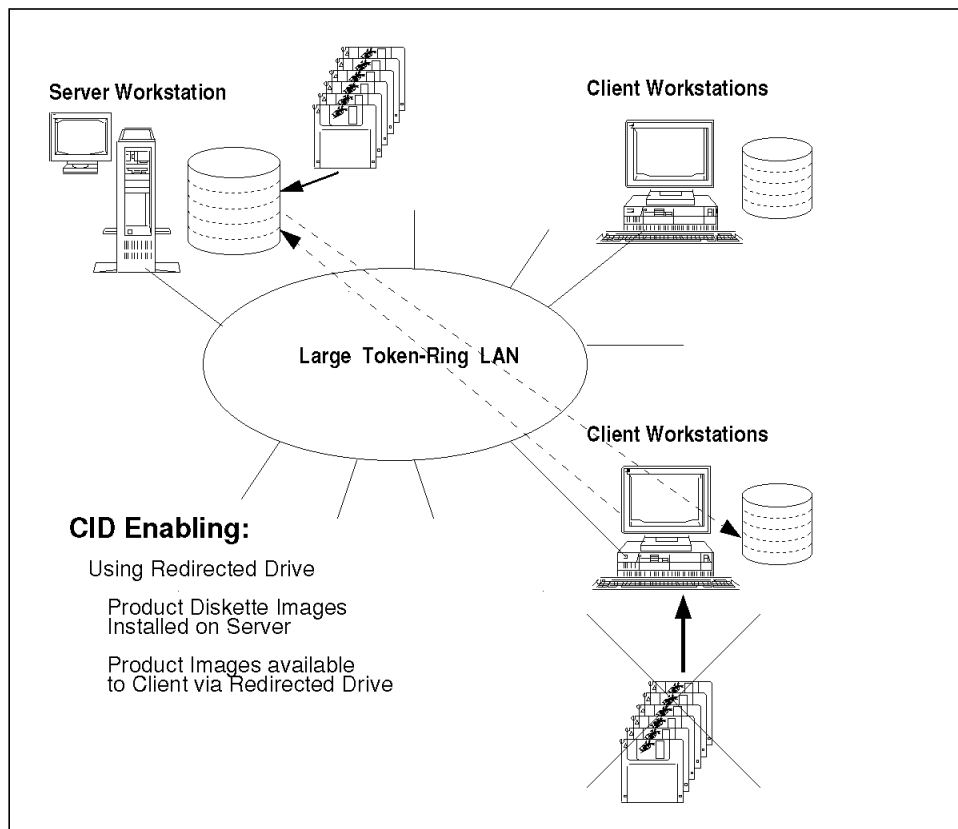 Server Workstation
Client Workstations
Large Token-Ring LAN
Client Workstations
CID Enabling:
Using Redirected Drive
Product Diskette Images
Installed on Server
Product Images available
to Client via Redirected Drive